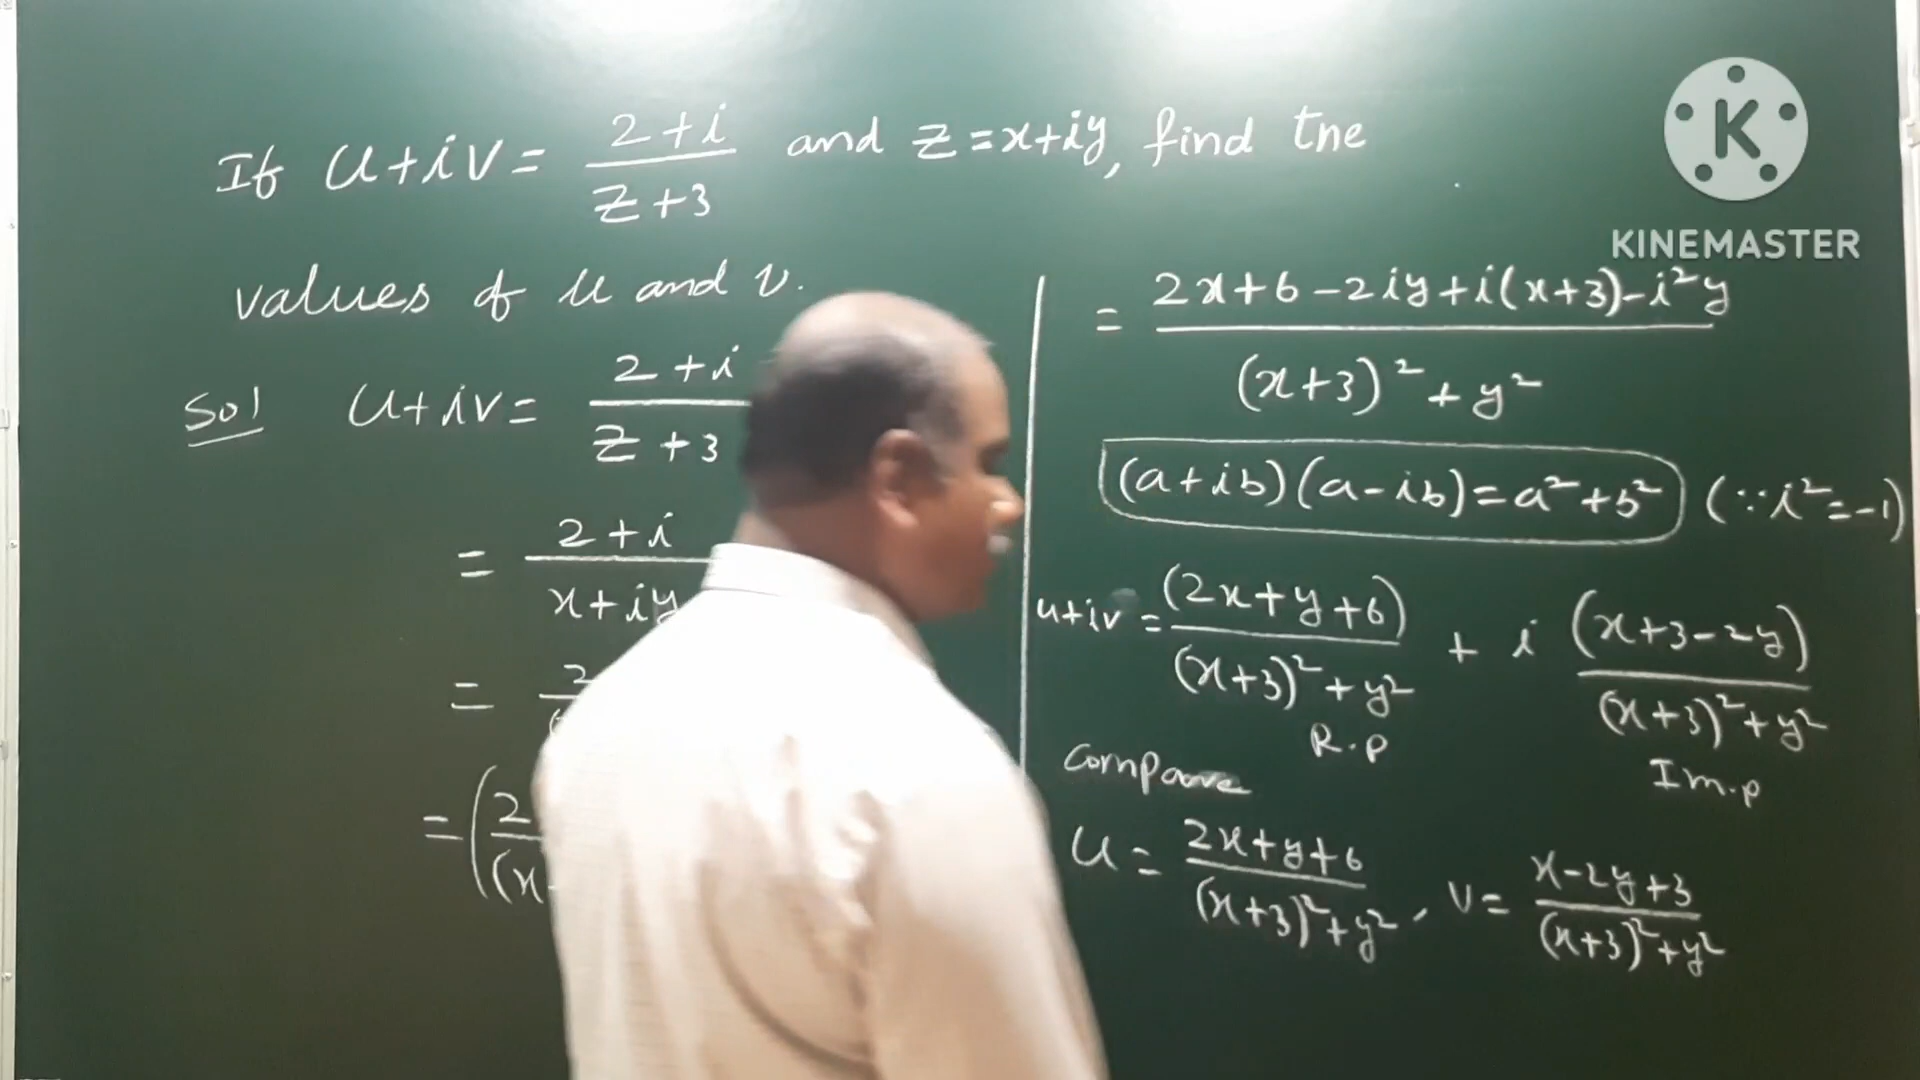 If u+iv = (2+i)/(z+3) and z = x+iy, find tne
values of u and v.
Sol u+iv = (2+i)/(z+3)
= (2+i)/(x+iy
= 2
= (2/(x
= (2x+6-2iy+i(x+3)-i²y)/((x+3)²+y²)
(a+ib)(a-ib)=a²+b² (∵ i²=-1)
u+iv = (2x+y+6)/((x+3)²+y²) + i (x+3-2y)/((x+3)²+y²)
R.P Im.P
Compare
u = (2x+y+6)/((x+3)²+y²), v = (x-2y+3)/((x+3)²+y²)
K
KINEMASTER